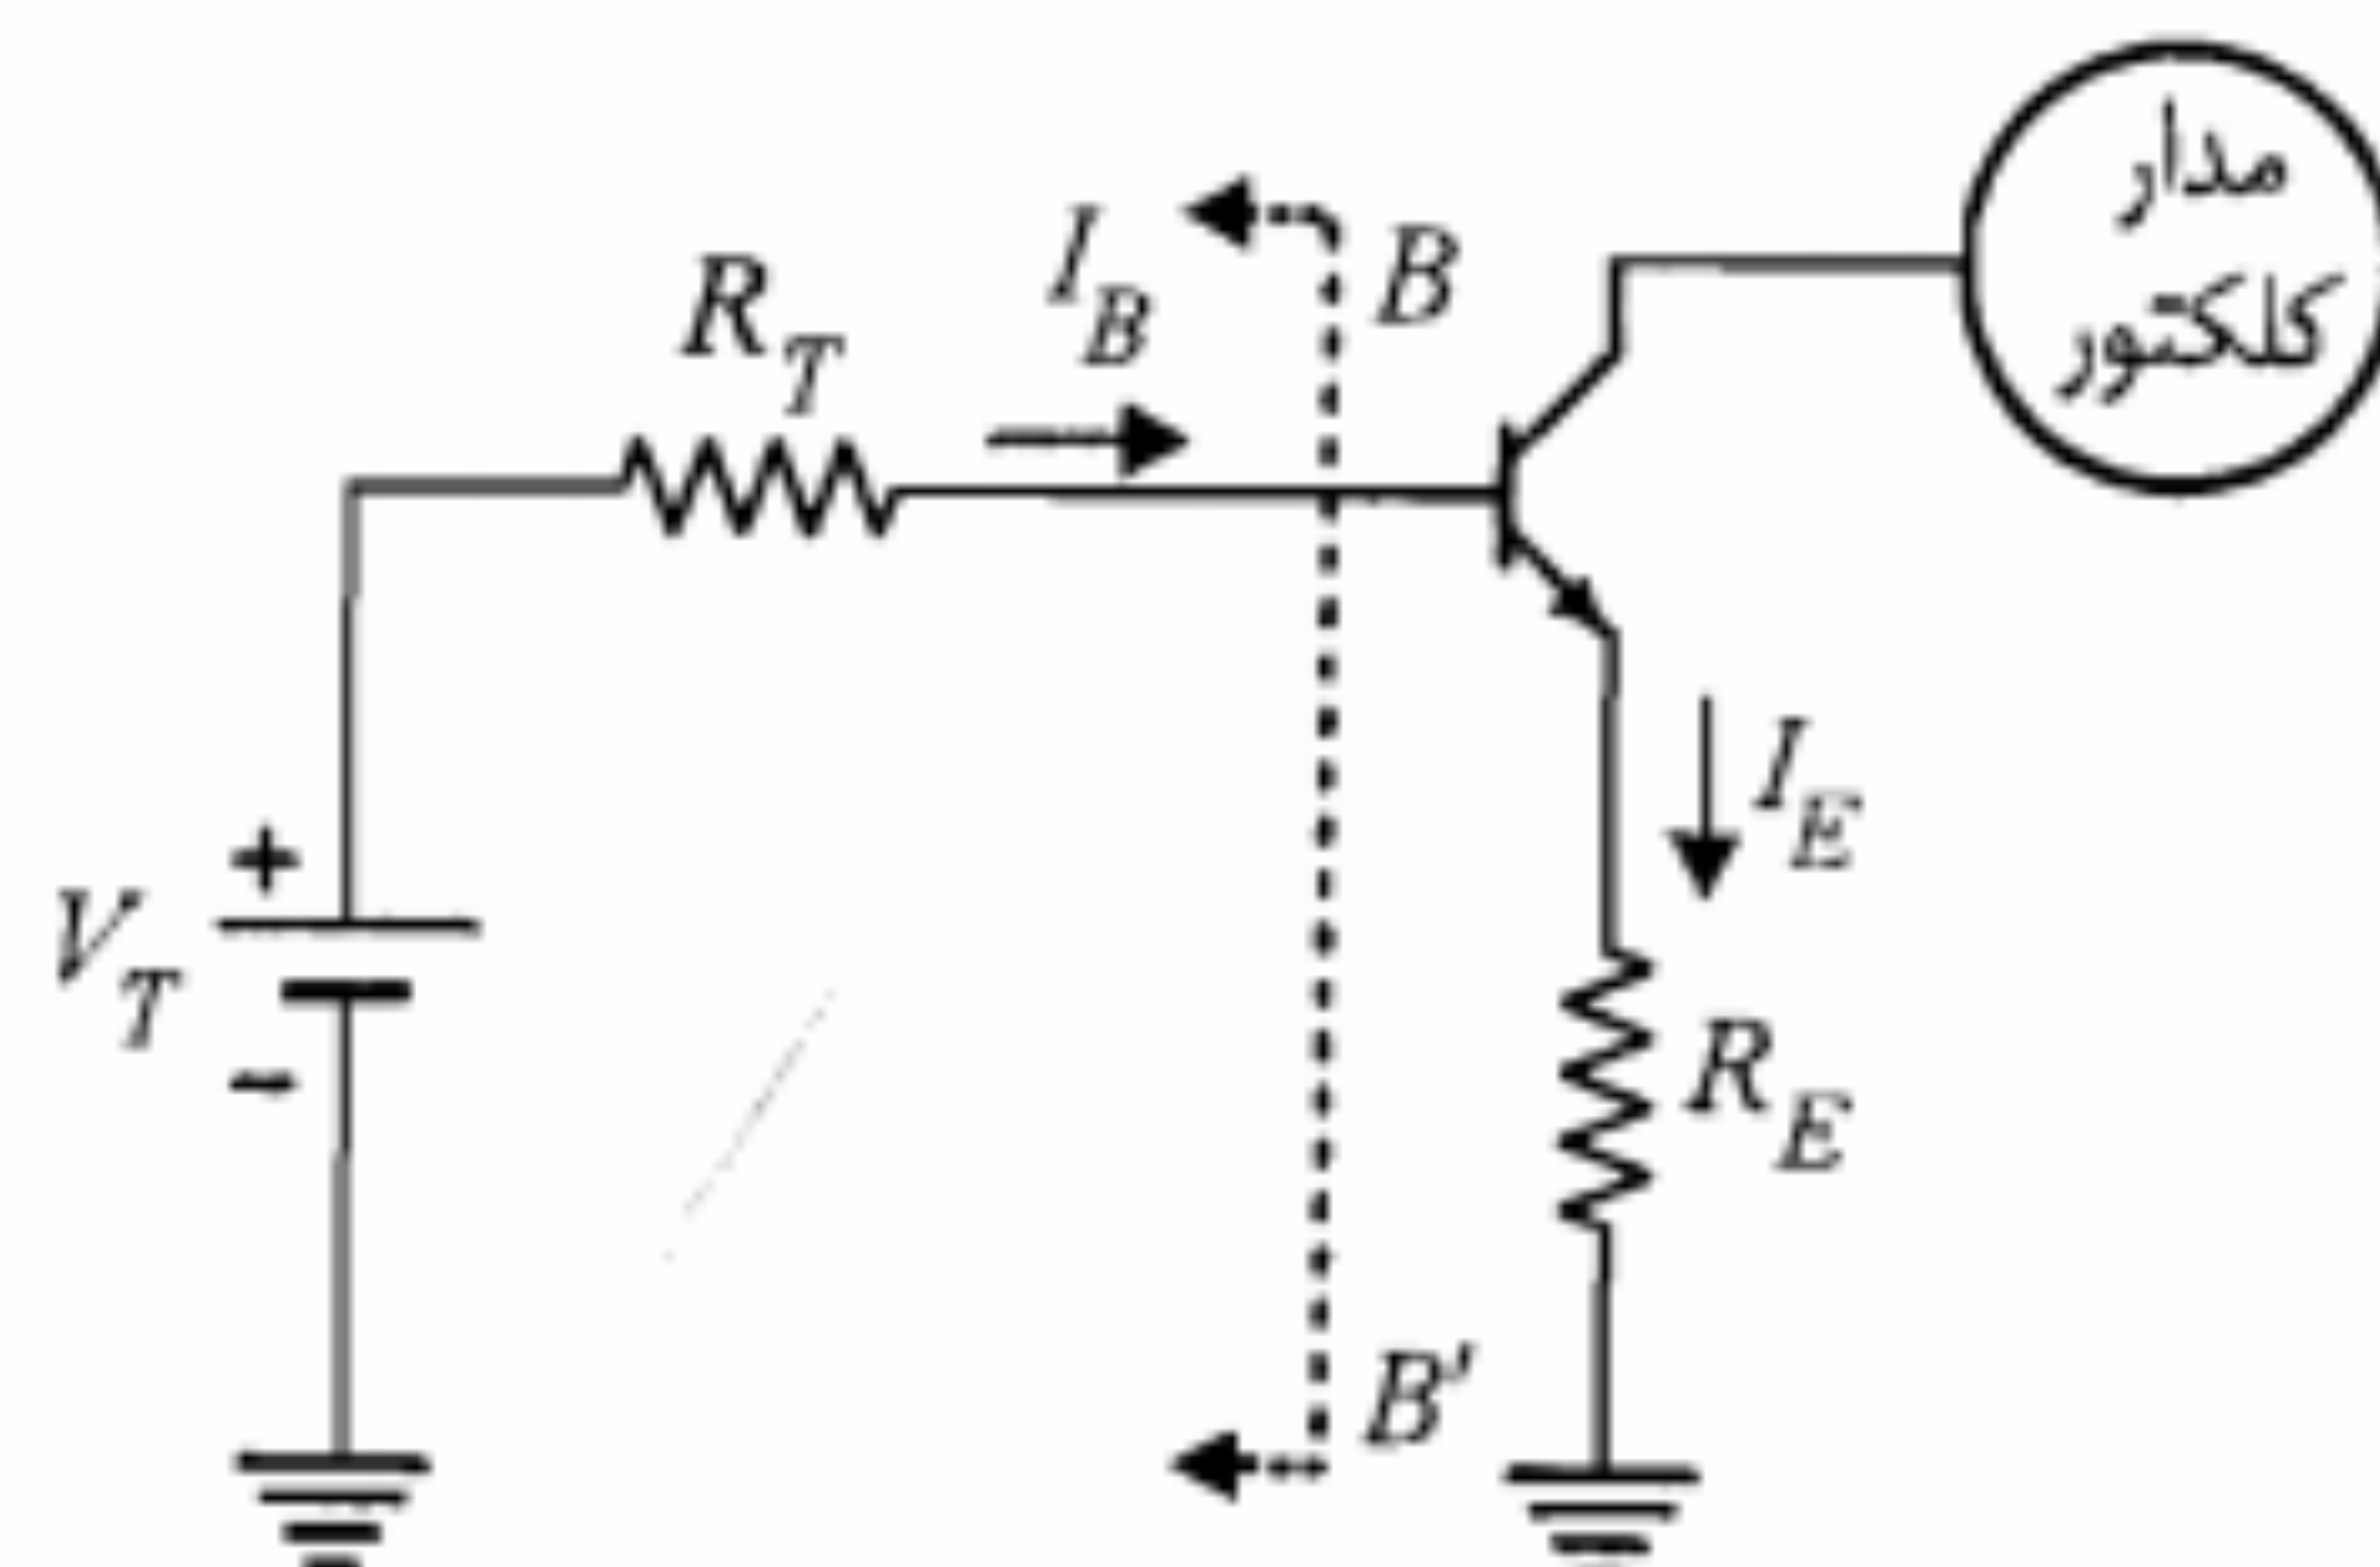 مدار
کلکتور
R_T
I_B
B
I_E
+
V_T
-
R_E
B'